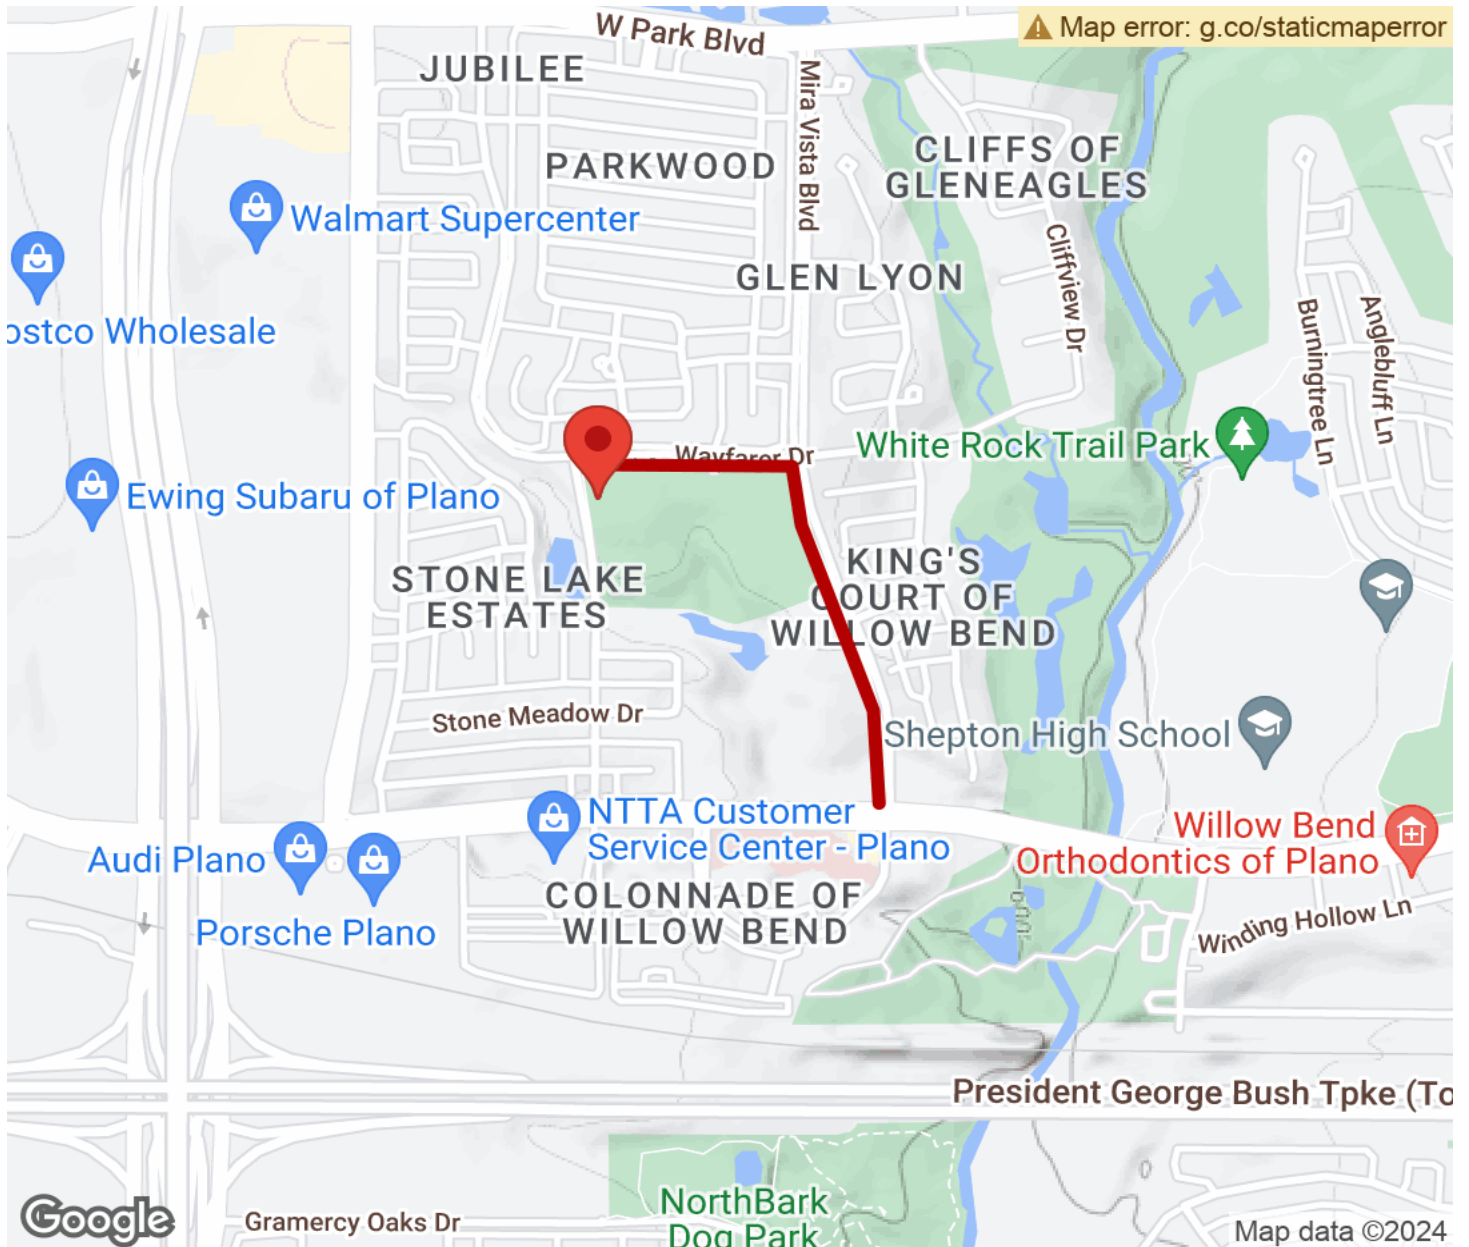 W Park Blvd
Map error: g.co/staticmaperror
JUBILEE
Mira Vista Blvd
PARKWOOD
CLIFFS OF
GLENEAGLES
Walmart Supercenter
GLEN LYON
Cliffview Dr
Burningtree Ln
Anglebluff Ln
ostco Wholesale
Wayfarer Dr
White Rock Trail Park
Ewing Subaru of Plano
STONE LAKE
ESTATES
KING'S
COURT OF
WILLOW BEND
Stone Meadow Dr
Shepton High School
NTTA Customer
Service Center - Plano
Willow Bend
Orthodontics of Plano
Audi Plano
Porsche Plano
COLONNADE OF
WILLOW BEND
Winding Hollow Ln
President George Bush Tpke (To
NorthBark
Dog Park
Gramercy Oaks Dr
Google
Map data ©2024